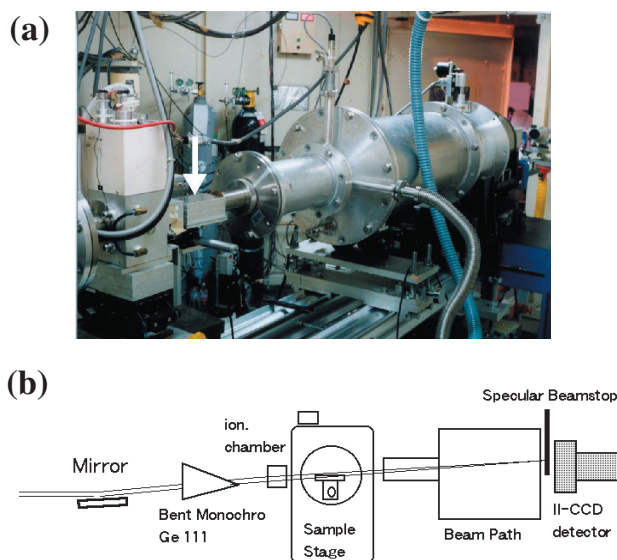 (a)
(b)
Specular Beamstop
ion.
chamber
Mirror
Bent Monochro
Ge 111
Sample
Stage
Beam Path
II-CCD
detector